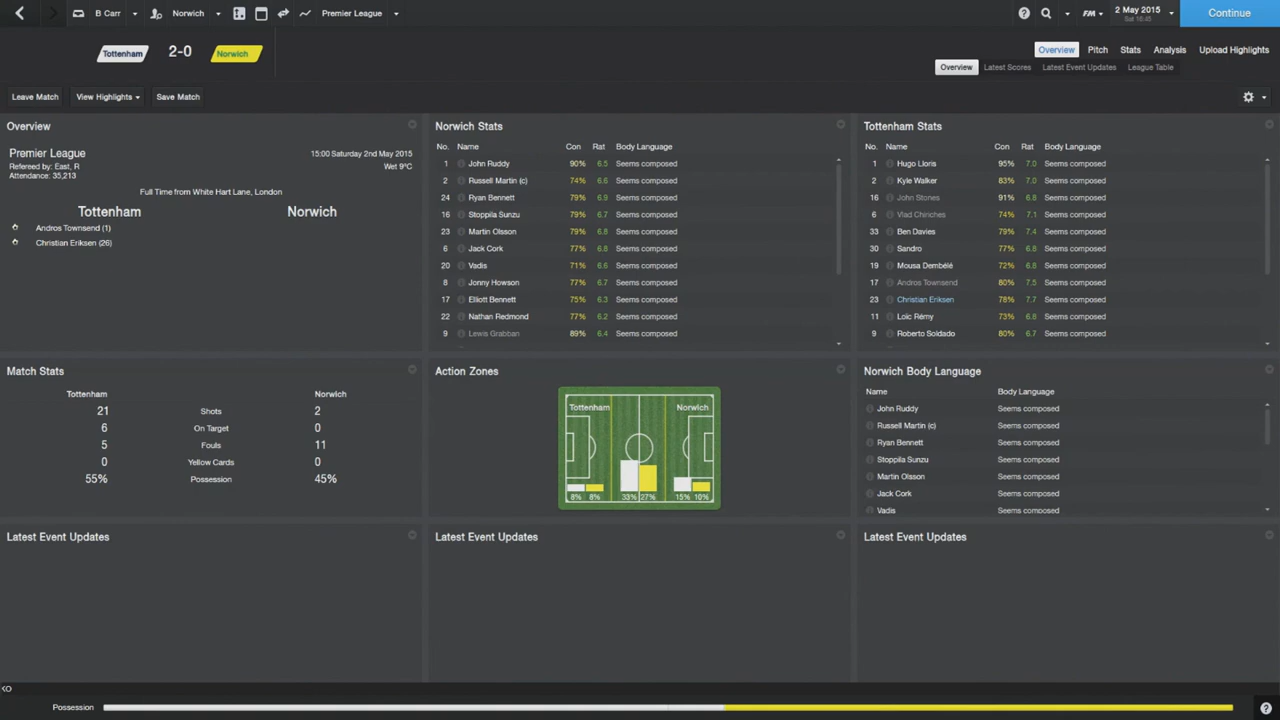 B Carr Norwich Premier League FM 2 May 2015 Continue
Sat 16:45
Tottenham 2-0 Norwich
Overview Pitch Stats Analysis Upload Highlights
Overview Latest Scores Latest Event Updates League Table
Leave Match View Highlights Save Match
Overview
Premier League 15:00 Saturday 2nd May 2015
Refereed by: East, R Wet 9°C
Attendance: 35,213
Full Time from White Hart Lane, London
Tottenham Norwich
Andros Townsend (1)
Christian Eriksen (26)
Norwich Stats
No. Name Con Rat Body Language
1 John Ruddy 90% 6.5 Seems composed
2 Russell Martin (c) 74% 6.6 Seems composed
24 Ryan Bennett 79% 6.9 Seems composed
16 Stoppila Sunzu 79% 6.7 Seems composed
23 Martin Olsson 79% 6.8 Seems composed
6 Jack Cork 77% 6.8 Seems composed
20 Vadis 71% 6.6 Seems composed
8 Jonny Howson 77% 6.7 Seems composed
17 Elliott Bennett 75% 6.3 Seems composed
22 Nathan Redmond 77% 6.2 Seems composed
9 Lewis Grabban 89% 6.4 Seems composed
Tottenham Stats
No. Name Con Rat Body Language
1 Hugo Lloris 95% 7.0 Seems composed
2 Kyle Walker 83% 7.0 Seems composed
16 John Stones 91% 6.8 Seems composed
6 Vlad Chiriches 74% 7.1 Seems composed
33 Ben Davies 79% 7.4 Seems composed
30 Sandro 77% 6.8 Seems composed
19 Mousa Dembélé 72% 6.8 Seems composed
17 Andros Townsend 80% 7.5 Seems composed
23 Christian Eriksen 78% 7.7 Seems composed
11 Loïc Rémy 73% 6.8 Seems composed
9 Roberto Soldado 80% 6.7 Seems composed
Match Stats
Tottenham Norwich
21 Shots 2
6 On Target 0
5 Fouls 11
0 Yellow Cards 0
55% Possession 45%
Action Zones
Tottenham Norwich
8% 8% 33% 27% 15% 10%
Norwich Body Language
Name Body Language
John Ruddy Seems composed
Russell Martin (c) Seems composed
Ryan Bennett Seems composed
Stoppila Sunzu Seems composed
Martin Olsson Seems composed
Jack Cork Seems composed
Vadis Seems composed
Latest Event Updates
Latest Event Updates
Latest Event Updates
Possession